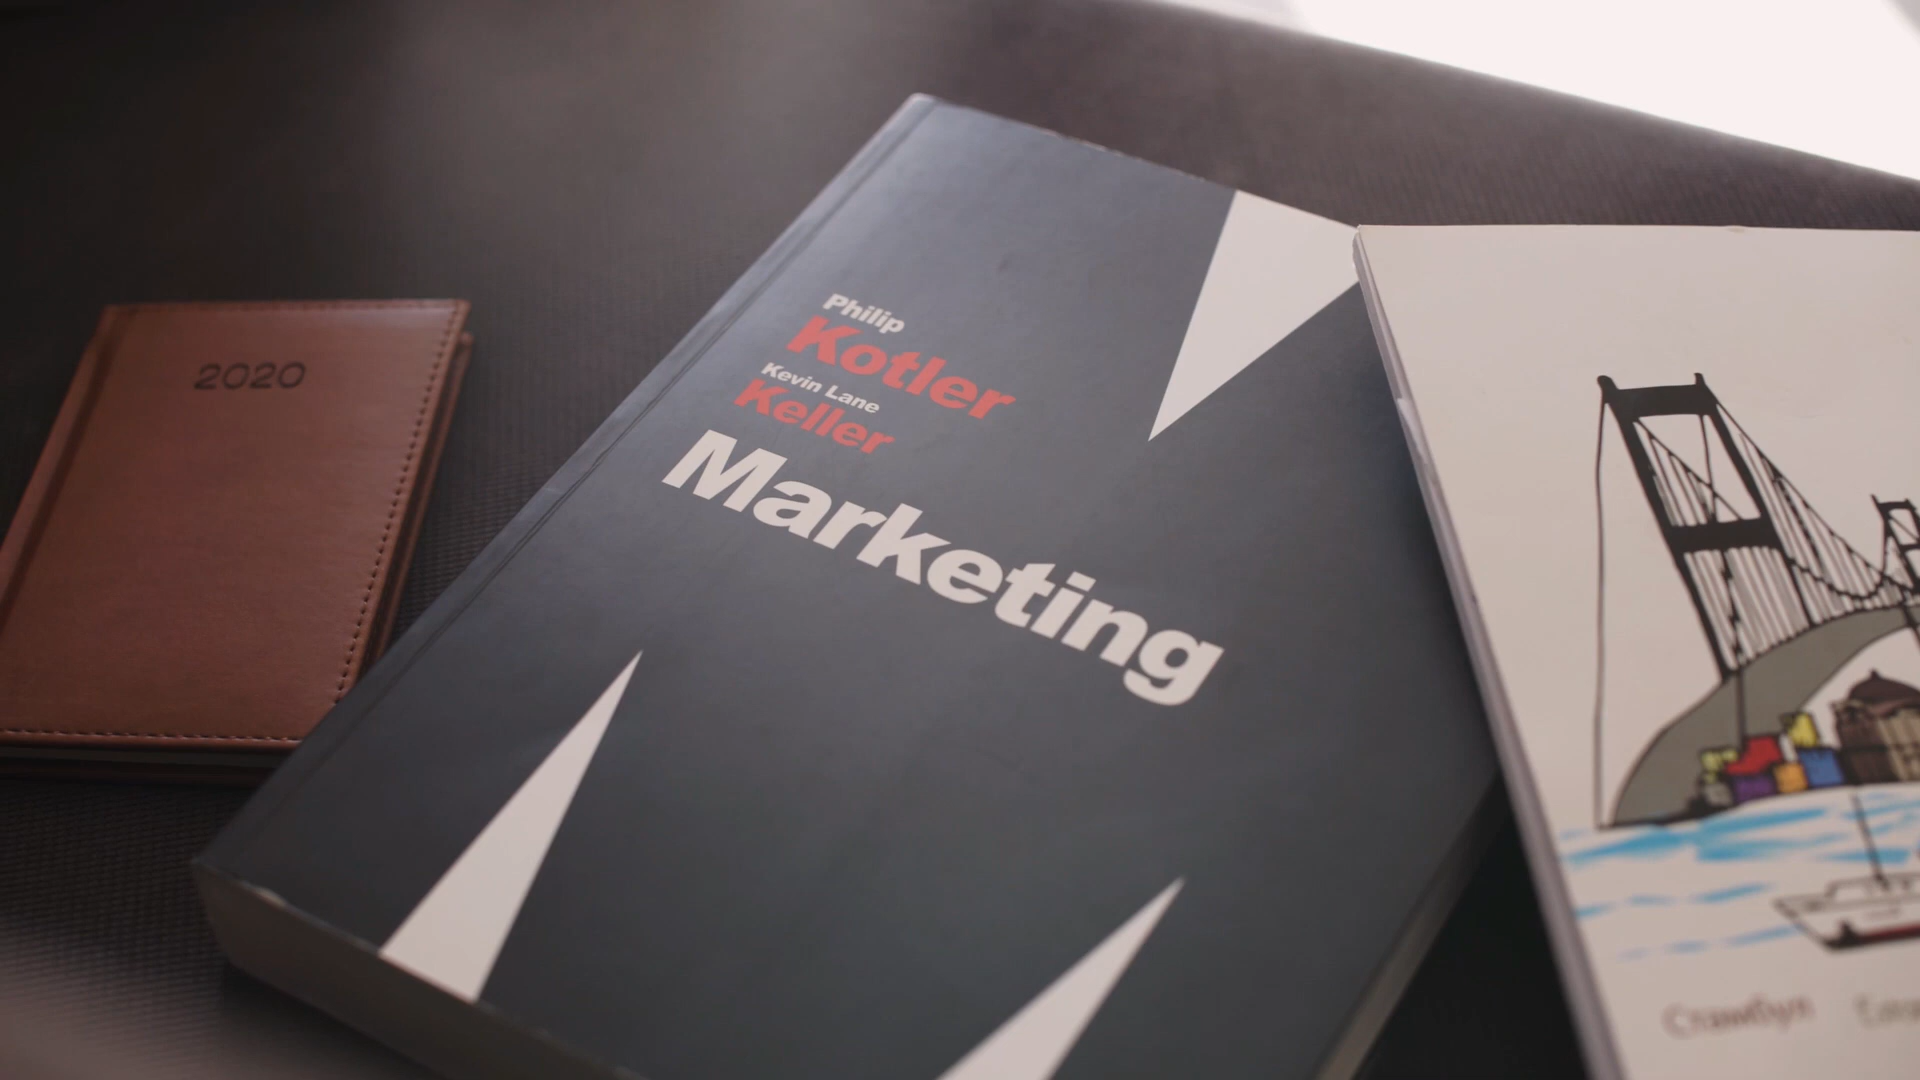 2020
Philip
Kotler
Kevin Lane
Keller
Marketing
Стамбул